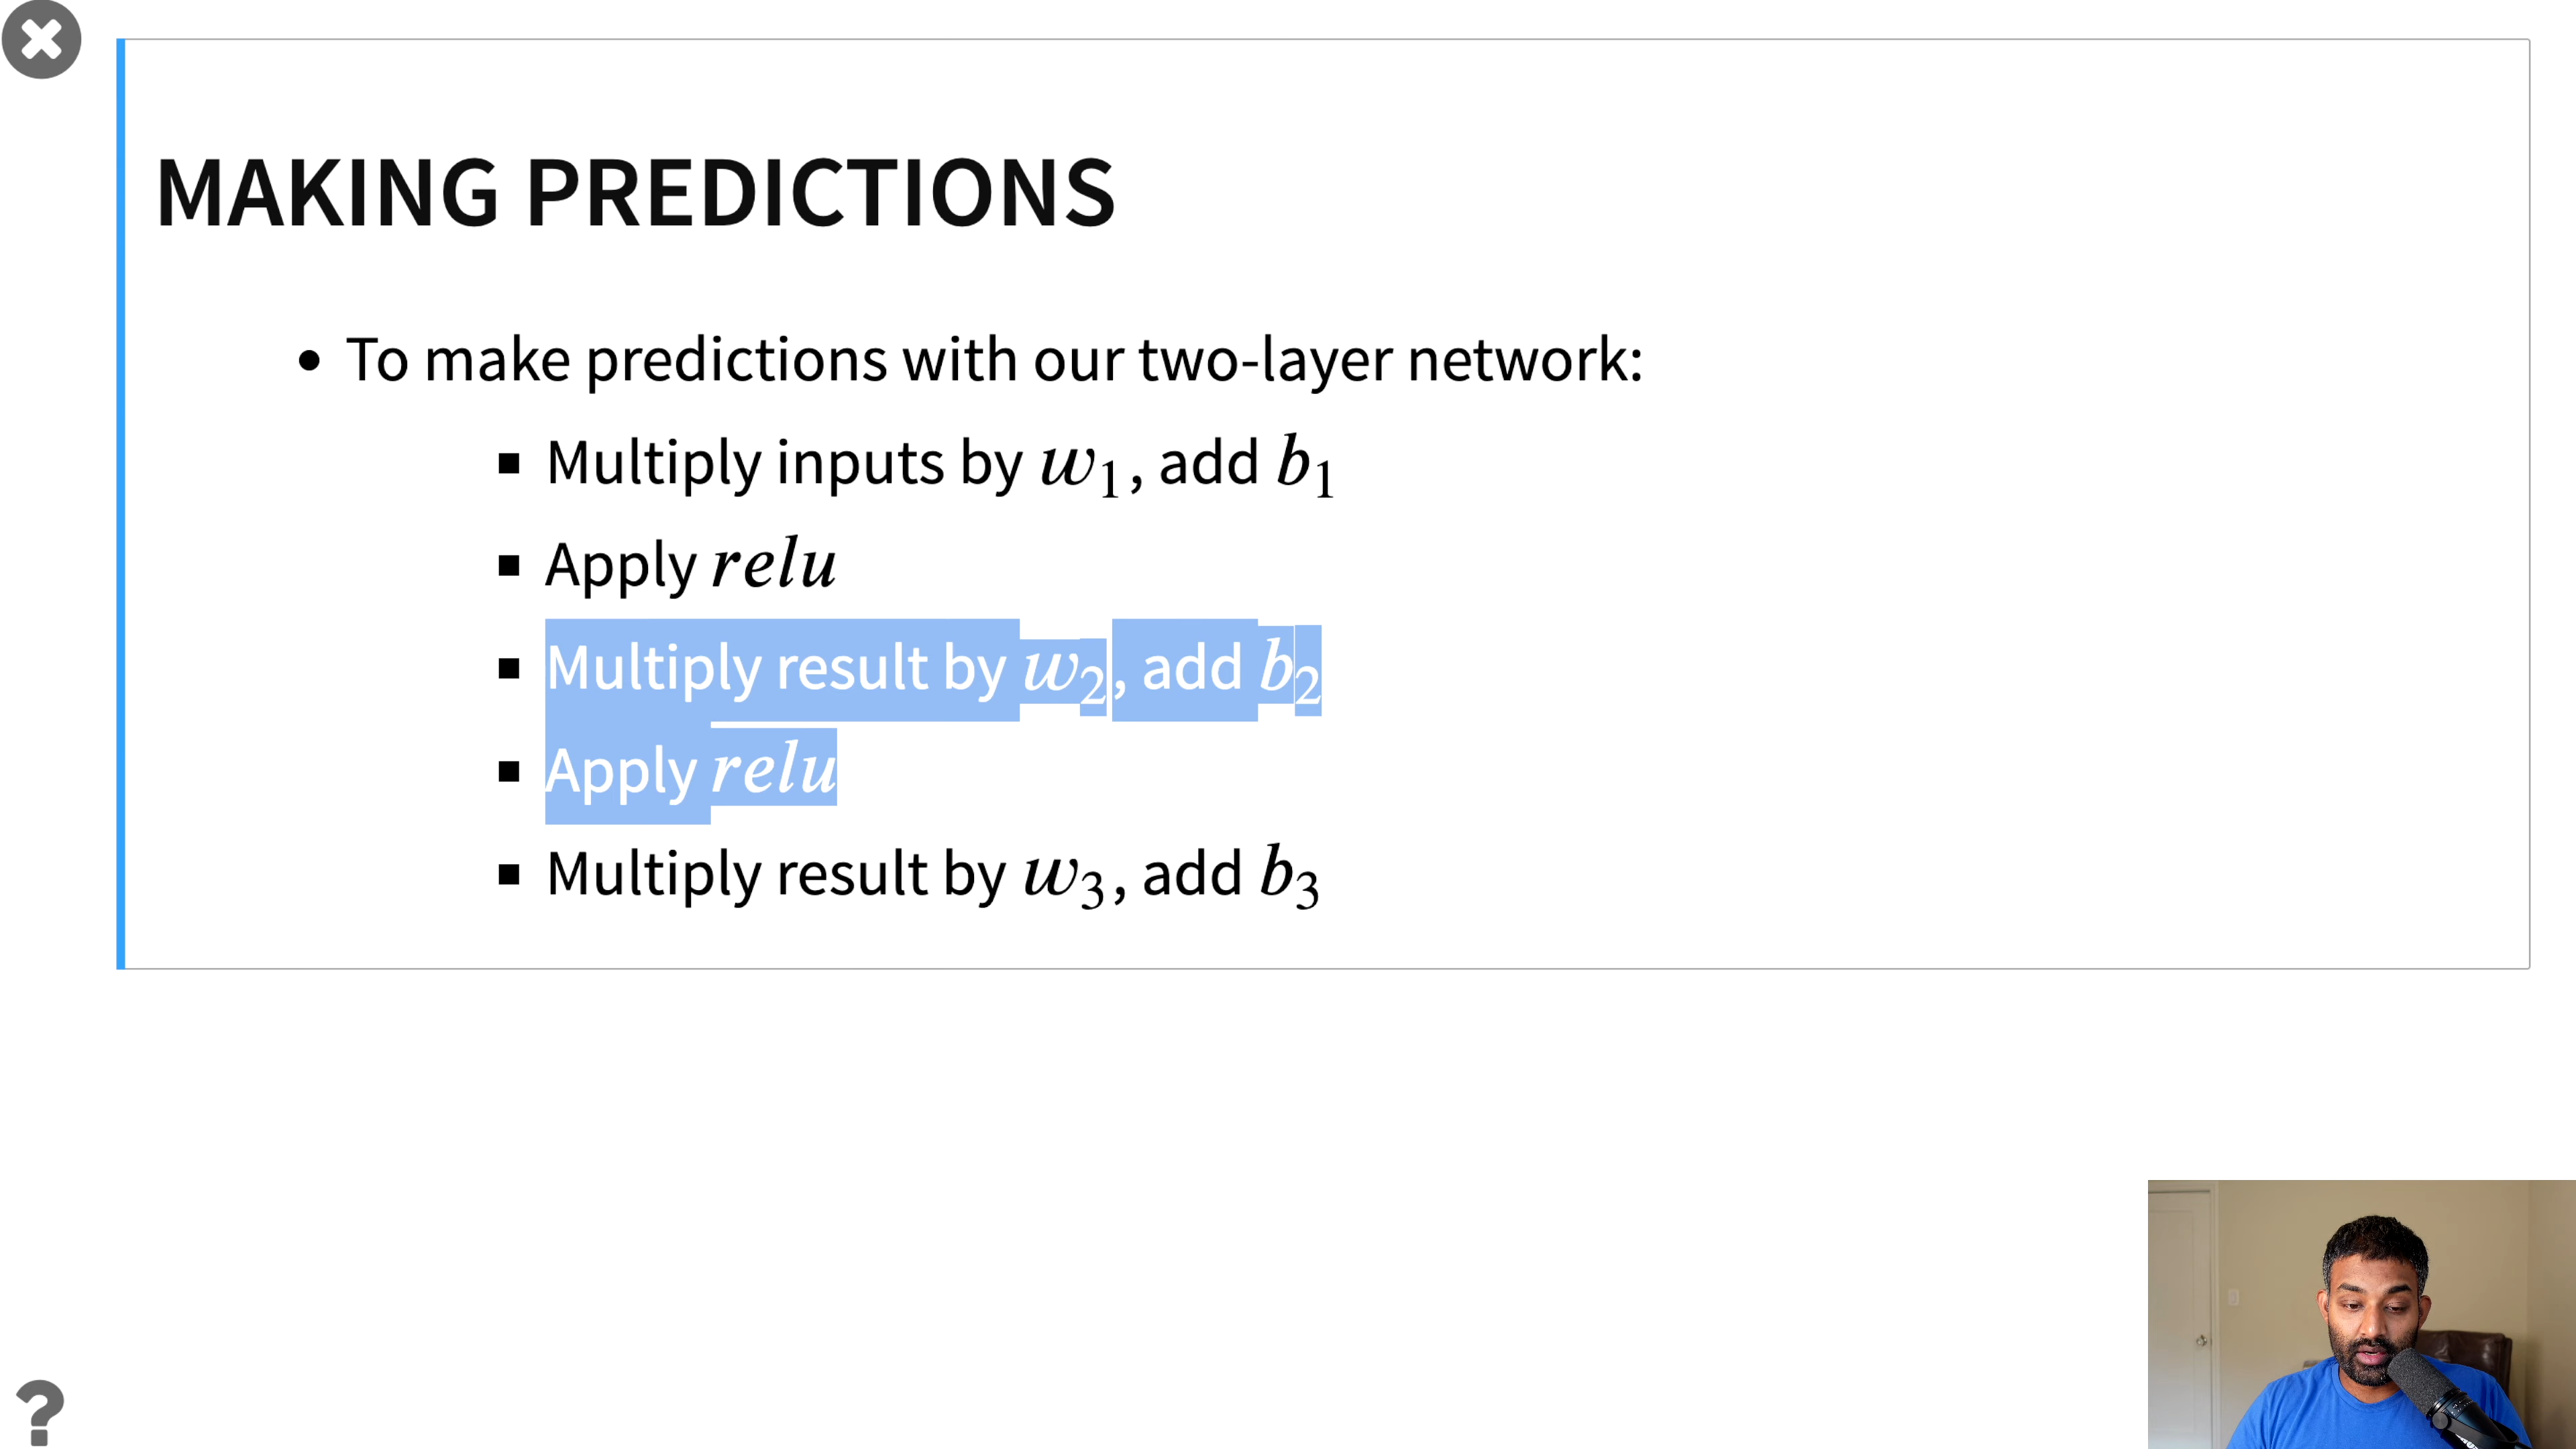 MAKING PREDICTIONS
• To make predictions with our two-layer network:
▪ Multiply inputs by w₁, add b₁
▪ Apply relu
▪ Multiply result by w₂, add b₂
▪ Apply relu
▪ Multiply result by w₃, add b₃
?